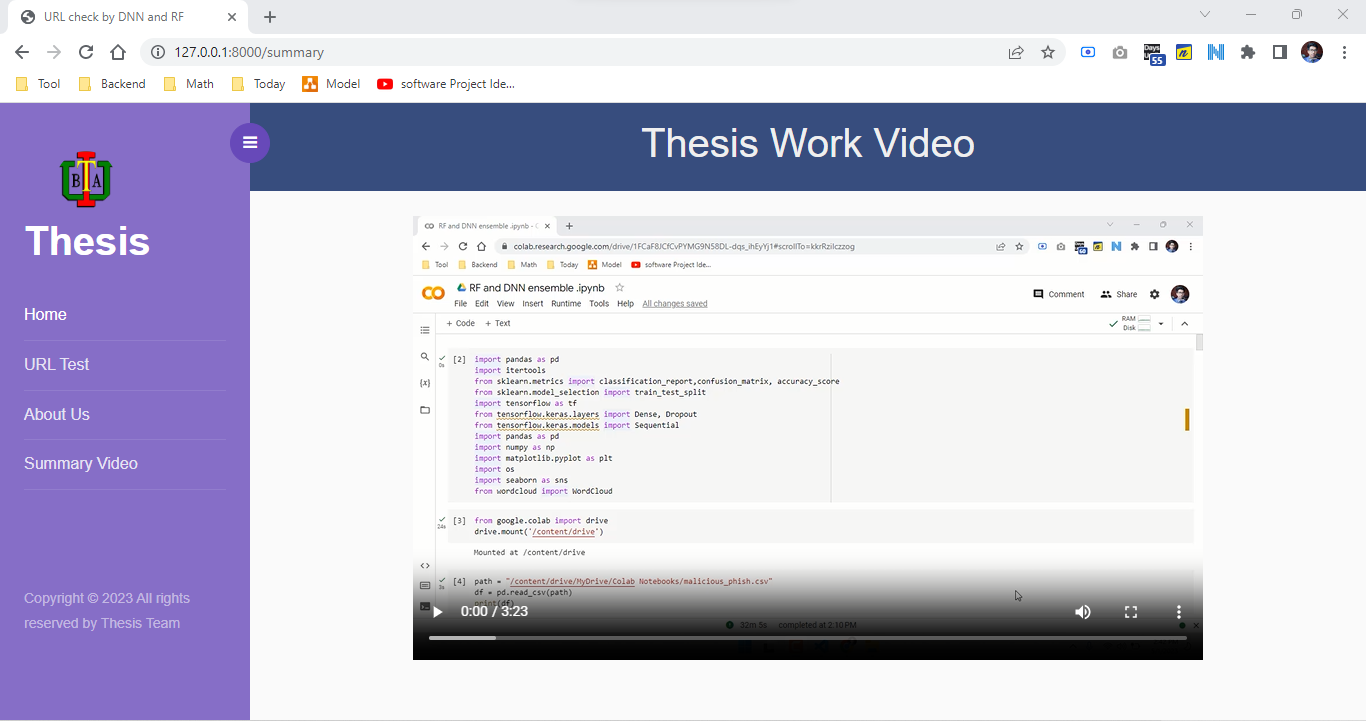 URL check by DNN and RF
127.0.0.1:8000/summary
Days
55
Tool
Backend
Math
Today
Model
software Project Ide...
BTA
Thesis
Home
URL Test
About Us
Summary Video
Copyright © 2023 All rights
reserved by Thesis Team
Thesis Work Video
RF and DNN ensemble .ipynb - C
colab.research.google.com/drive/1FCaF8JCfCvPYMG9N58DL-dqs_ihEyYj1#scrollTo=kkrRzilczzog
Tool
Backend
Math
Today
Model
software Project Ide...
RF and DNN ensemble .ipynb
File Edit View Insert Runtime Tools Help All changes saved
Comment
Share
+ Code + Text
RAM
Disk
[2] import pandas as pd
0s
import itertools
from sklearn.metrics import classification_report,confusion_matrix, accuracy_score
from sklearn.model_selection import train_test_split
import tensorflow as tf
from tensorflow.keras.layers import Dense, Dropout
from tensorflow.keras.models import Sequential
import pandas as pd
import numpy as np
import matplotlib.pyplot as plt
import os
import seaborn as sns
from wordcloud import WordCloud
[3] from google.colab import drive
24s
drive.mount('/content/drive')
Mounted at /content/drive
[4] path = "/content/drive/MyDrive/Colab Notebooks/malicious_phish.csv"
3s
df = pd.read_csv(path)
print(df)
0:00 / 3:23
32m 5s completed at 2:10 PM